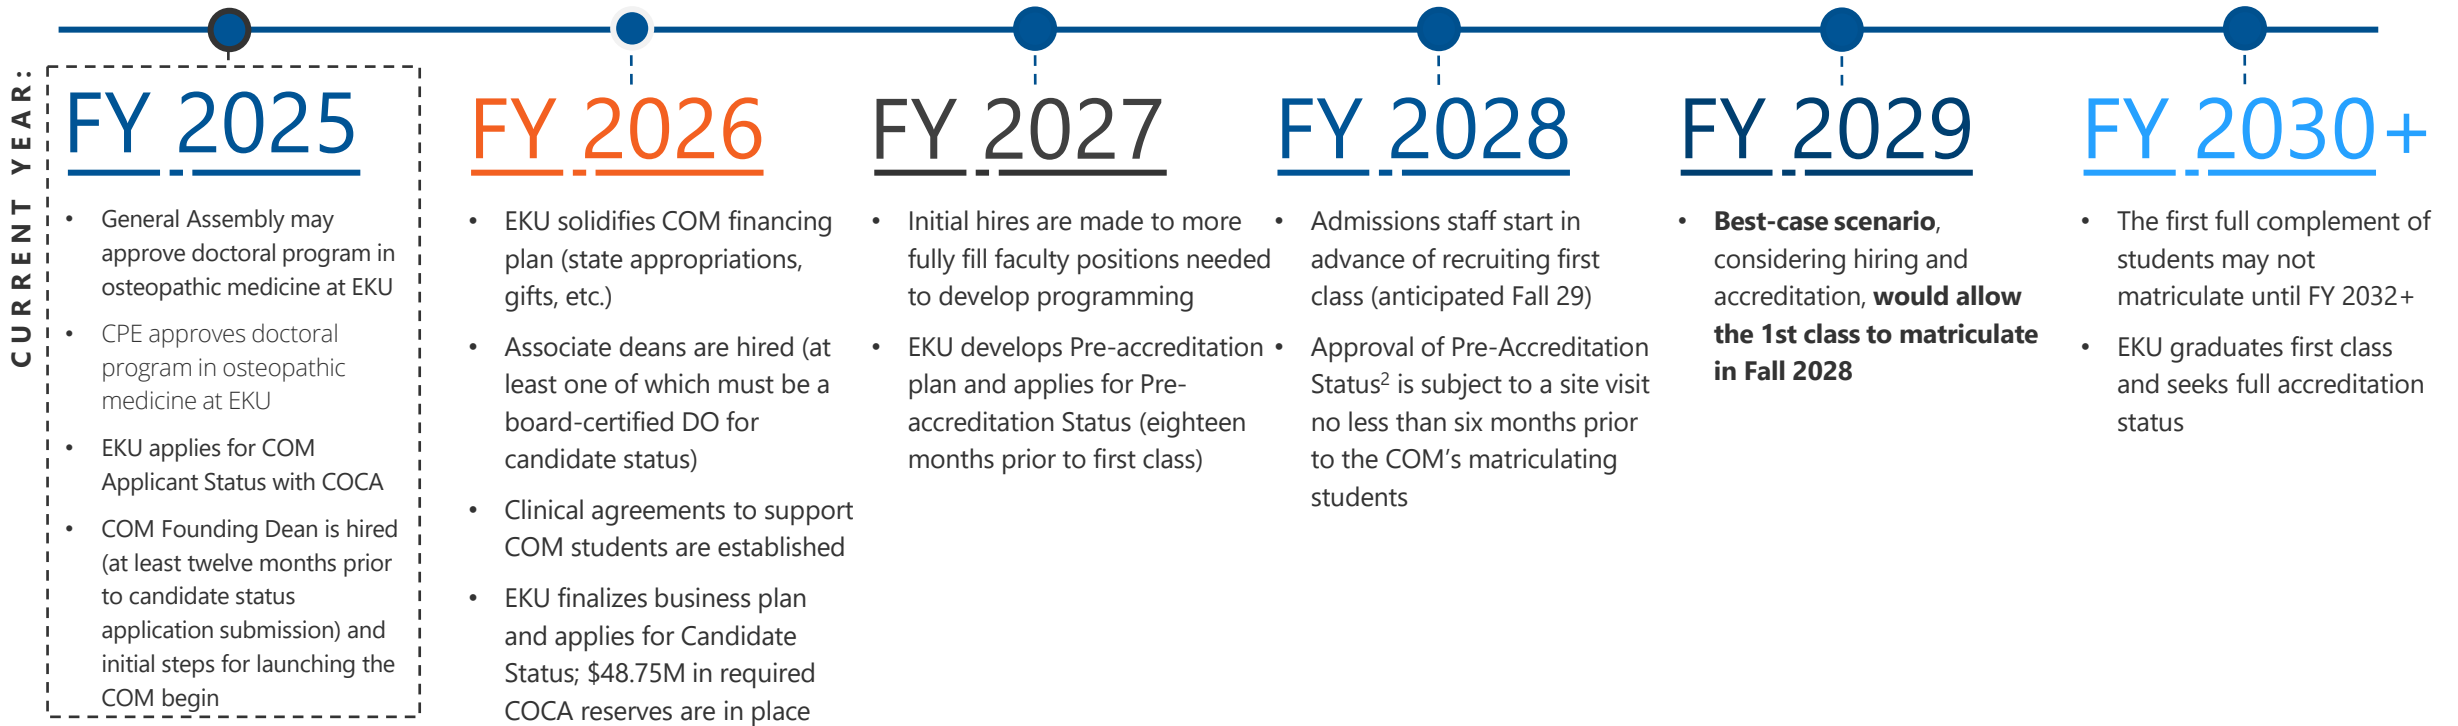 CURRENT YEAR:
FY 2025
• General Assembly may
approve doctoral program in
osteopathic medicine at EKU
• CPE approves doctoral
program in osteopathic
medicine at EKU
• EKU applies for COM
Applicant Status with COCA
• COM Founding Dean is hired
(at least twelve months prior
to candidate status
application submission) and
initial steps for launching the
COM begin
FY 2026
• EKU solidifies COM financing
plan (state appropriations,
gifts, etc.)
• Associate deans are hired (at
least one of which must be a
board-certified DO for
candidate status)
• Clinical agreements to support
COM students are established
• EKU finalizes business plan
and applies for Candidate
Status; $48.75M in required
COCA reserves are in place
FY 2027
• Initial hires are made to more
fully fill faculty positions needed
to develop programming
• EKU develops Pre-accreditation
plan and applies for Pre-
accreditation Status (eighteen
months prior to first class)
FY 2028
• Admissions staff start in
advance of recruiting first
class (anticipated Fall 29)
• Approval of Pre-Accreditation
Status² is subject to a site visit
no less than six months prior
to the COM’s matriculating
students
FY 2029
• Best-case scenario,
considering hiring and
accreditation, would allow
the 1st class to matriculate
in Fall 2028
FY 2030+
• The first full complement of
students may not
matriculate until FY 2032+
• EKU graduates first class
and seeks full accreditation
status